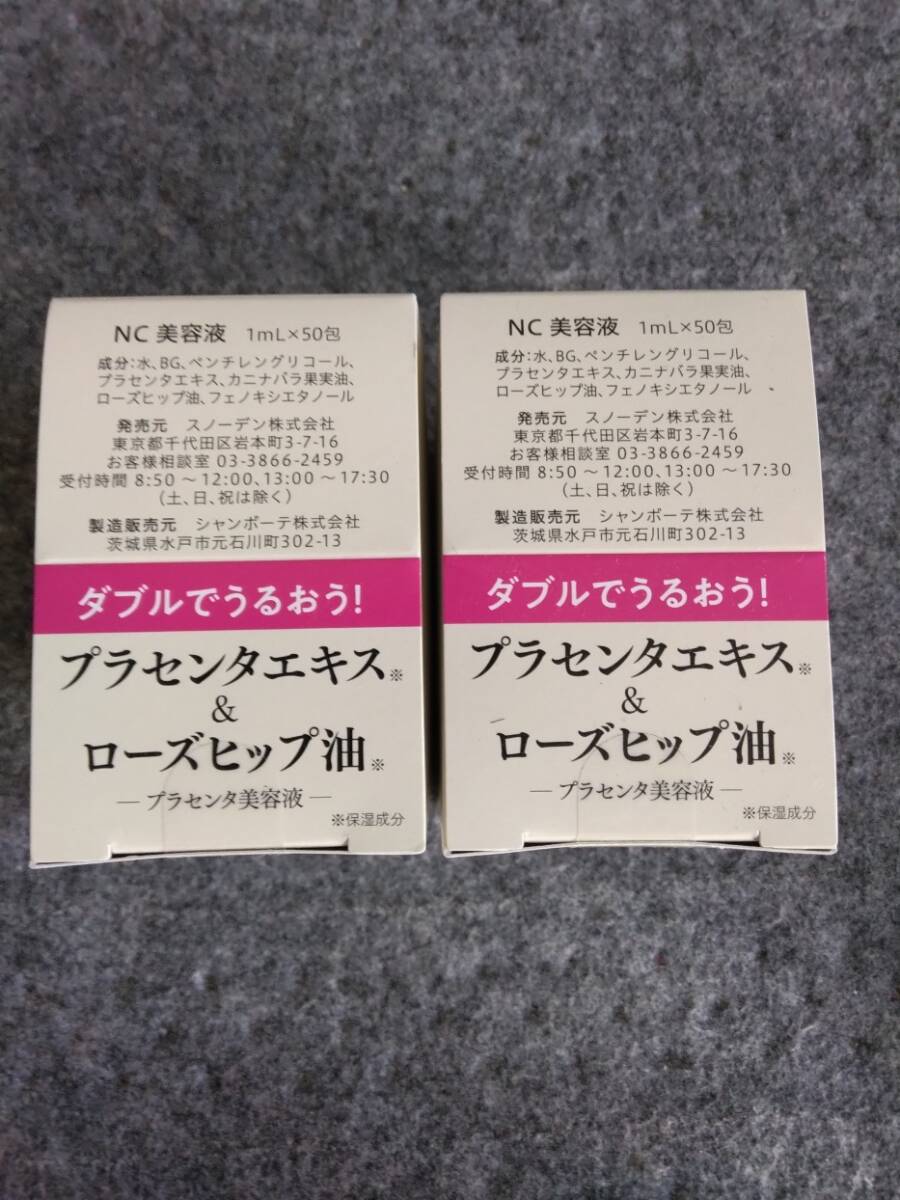 NC 美容液 1mL×50包
成分:水、BG、ペンチレングリコール、
プラセンタエキス、カニナバラ果実油、
ローズヒップ油、フェノキシエタノール
発売元 スノーデン株式会社
東京都千代田区岩本町3-7-16
お客様相談室 03-3866-2459
受付時間 8:50 ～12:00、13:00 ～17:30
(土、日、祝は除く)
製造販売元 シャンボーテ株式会社
茨城県水戸市元石川町302-13
ダブルでうるおう!
プラセンタエキス※
&
ローズヒップ油※
―プラセンタ美容液―
※保湿成分
NC 美容液 1mL×50包
成分:水、BG、ペンチレングリコール、
プラセンタエキス、カニナバラ果実油、
ローズヒップ油、フェノキシエタノール
発売元 スノーデン株式会社
東京都千代田区岩本町3-7-16
お客様相談室 03-3866-2459
受付時間 8:50 ～12:00、13:00 ～17:30
(土、日、祝は除く)
製造販売元 シャンボーテ株式会社
茨城県水戸市元石川町302-13
ダブルでうるおう!
プラセンタエキス※
&
ローズヒップ油※
―プラセンタ美容液―
※保湿成分